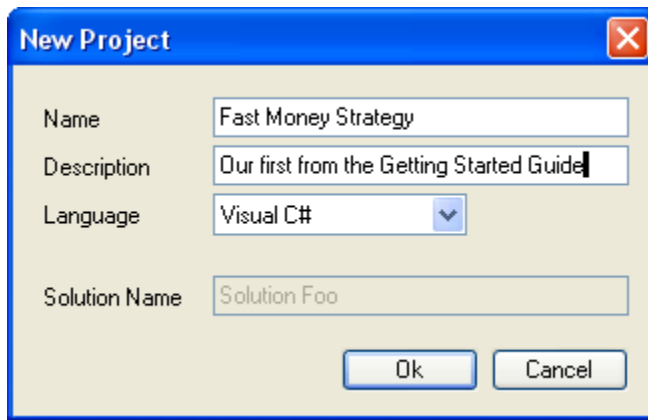 New Project
Name Fast Money Strategy
Description Our first from the Getting Started Guide
Language Visual C#
Solution Name Solution Foo
Ok Cancel